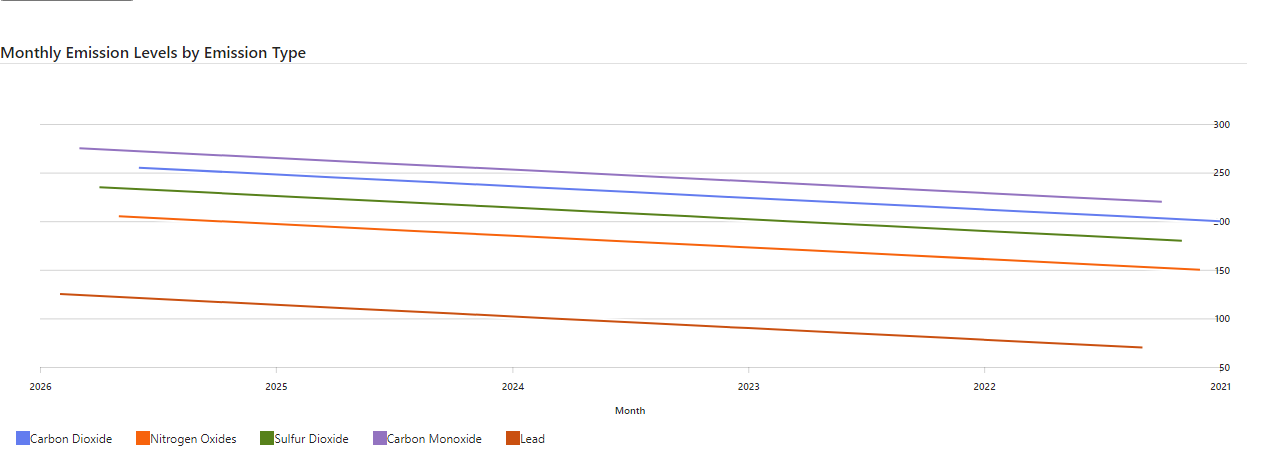 Monthly Emission Levels by Emission Type
300
250
200
150
100
50
2026 2025 2024 2023 2022 2021
Month
Carbon Dioxide Nitrogen Oxides Sulfur Dioxide Carbon Monoxide Lead